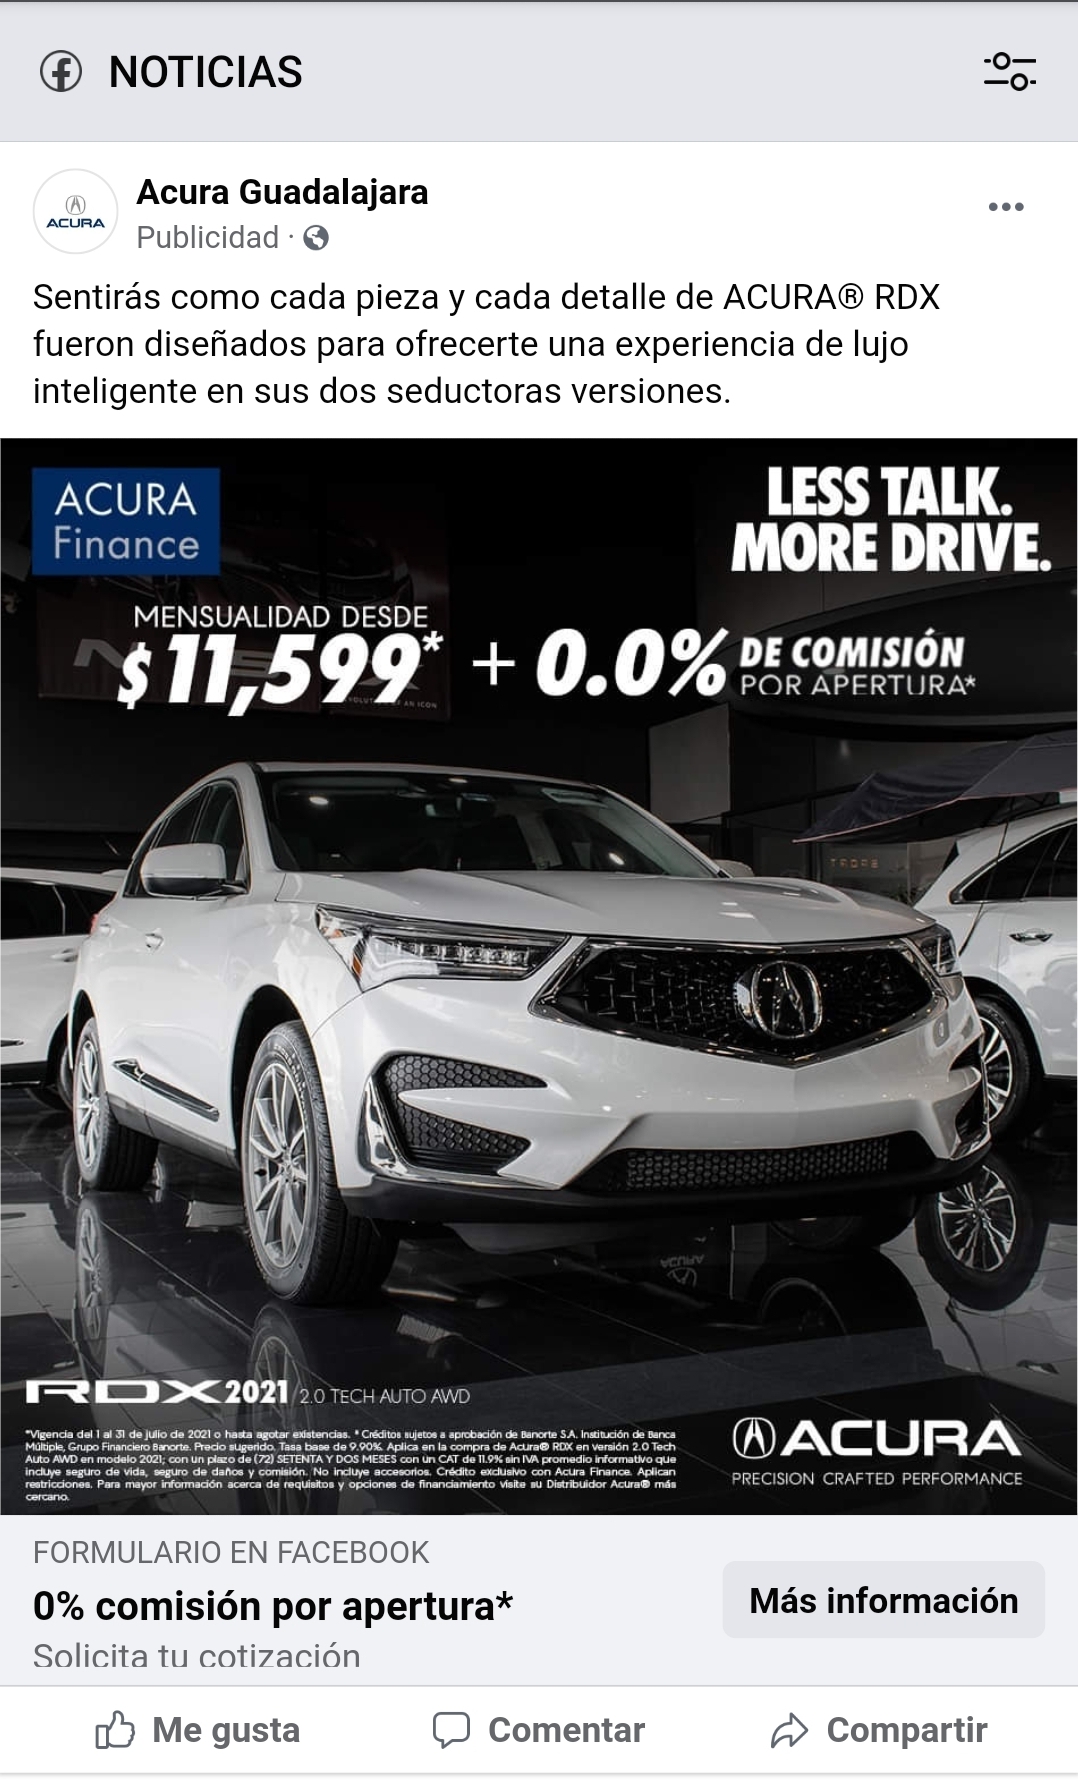 NOTICIAS
Acura Guadalajara
ACURA
Publicidad ·
Sentirás como cada pieza y cada detalle de ACURA® RDX
fueron diseñados para ofrecerte una experiencia de lujo
inteligente en sus dos seductoras versiones.
ACURA
Finance
LESS TALK.
MORE DRIVE.
MENSUALIDAD DESDE
$11,599* + 0.0% DE COMISIÓN
POR APERTURA*
AN ICON
RDX 2021 2.0 TECH AUTO AWD
*Vigencia del 1 al 31 de julio de 2021 o hasta agotar existencias. * Créditos sujetos a aprobación de Banorte S.A. Institución de Banca
Múltiple, Grupo Financiero Banorte. Precio sugerido. Tasa base de 9.90%. Aplica en la compra de Acura® RDX en versión 2.0 Tech
Auto AWD en modelo 2021; con un plazo de (72) SETENTA Y DOS MESES con un CAT de 11.9% sin IVA promedio informativo que
incluye seguro de vida, seguro de daños y comisión. No incluye accesorios. Crédito exclusivo con Acura Finance. Aplican
restricciones. Para mayor información acerca de requisitos y opciones de financiamiento visite su Distribuidor Acura® más
cercano.
ACURA
PRECISION CRAFTED PERFORMANCE
FORMULARIO EN FACEBOOK
0% comisión por apertura*
Más información
Solicita tu cotización
Me gusta
Comentar
Compartir